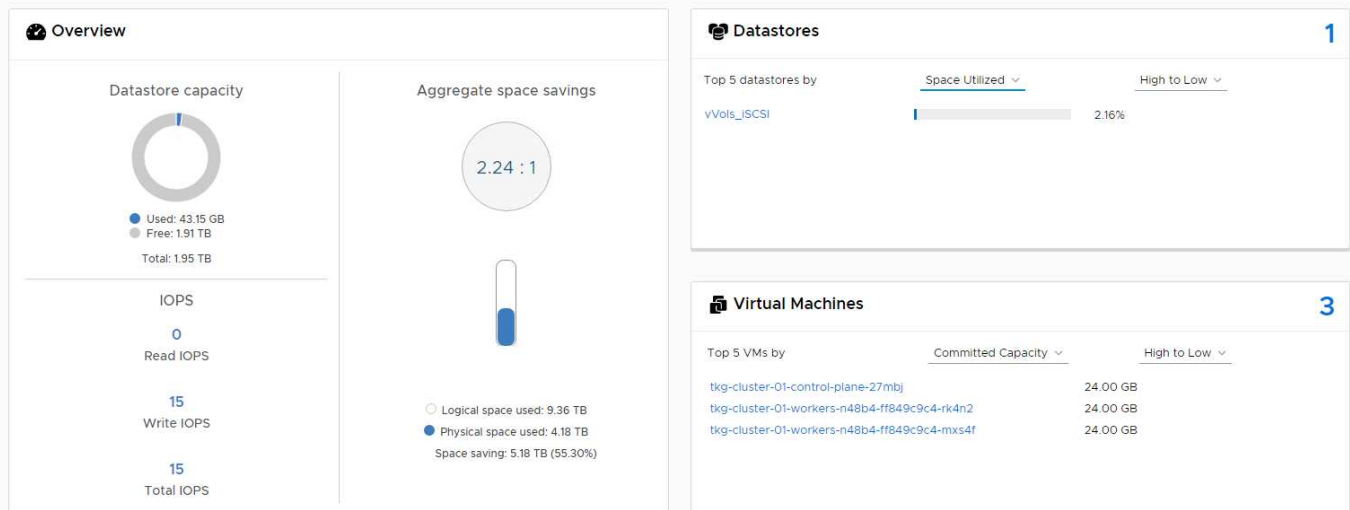 Overview
Datastore capacity
Used: 43.15 GB
Free: 1.91 TB
Total: 1.95 TB
IOPS
0
Read IOPS
15
Write IOPS
15
Total IOPS
Aggregate space savings
2.24 : 1
Logical space used: 9.36 TB
Physical space used: 4.18 TB
Space saving: 5.18 TB (55.30%)
Datastores 1
Top 5 datastores by Space Utilized High to Low
vVols_iSCSI 2.16%
Virtual Machines 3
Top 5 VMs by Committed Capacity High to Low
tkg-cluster-01-control-plane-27mbj 24.00 GB
tkg-cluster-01-workers-n48b4-ff849c9c4-rk4n2 24.00 GB
tkg-cluster-01-workers-n48b4-ff849c9c4-mxs4f 24.00 GB